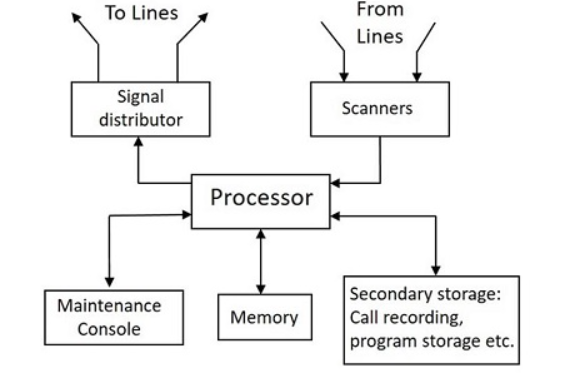 To Lines
From
Lines
Signal
distributor
Scanners
Processor
Maintenance
Console
Memory
Secondary storage:
Call recording,
program storage etc.